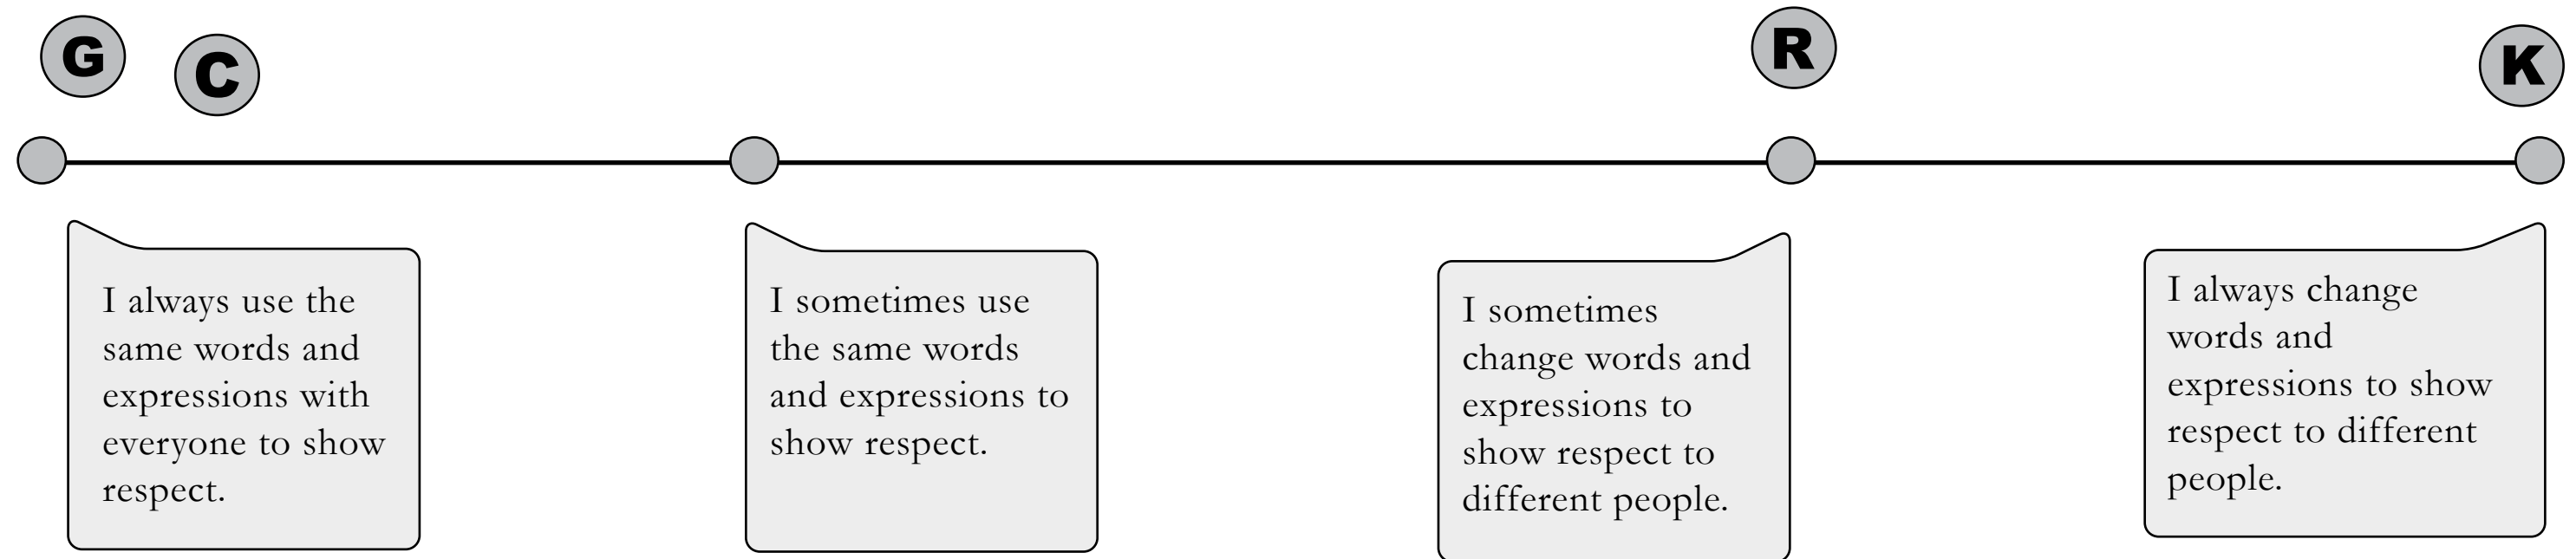 G
C
R
K
I always use the
same words and
expressions with
everyone to show
respect.
I sometimes use
the same words
and expressions to
show respect.
I sometimes
change words and
expressions to
show respect to
different people.
I always change
words and
expressions to show
respect to different
people.